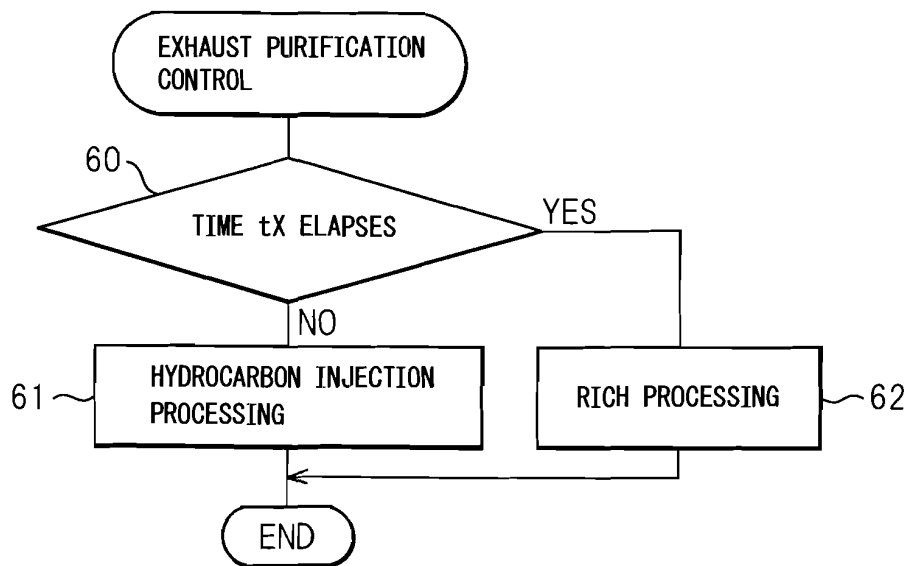 EXHAUST PURIFICATION
CONTROL
60
TIME tX ELAPSES
YES
NO
61
HYDROCARBON INJECTION
PROCESSING
RICH PROCESSING
62
END